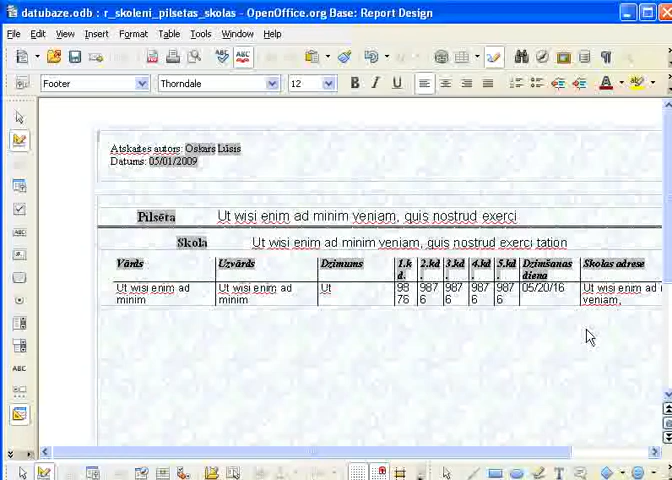 datubaze.odb : r_skoleni_pilsetas_skolas - OpenOffice.org Base: Report Design
File Edit View Insert Format Table Tools Window Help
Footer Thorndale 12 B I U
Atskaites autors: Oskars Lūsis
Datums: 05/01/2009
Pilsēta Ut wisi enim ad minim veniam, quis nostrud exerci
Skola Ut wisi enim ad minim veniam, quis nostrud exerci tation
Vārds Uzvārds Dzimums 1.k d. 2.kd . 3.kd . 4.kd . 5.kd . Dzimšanas diena Skolas adrese
Ut wisi enim ad minim Ut wisi enim ad minim Ut 98 76 987 6 987 6 987 6 987 6 05/20/16 Ut wisi enim ad veniam,